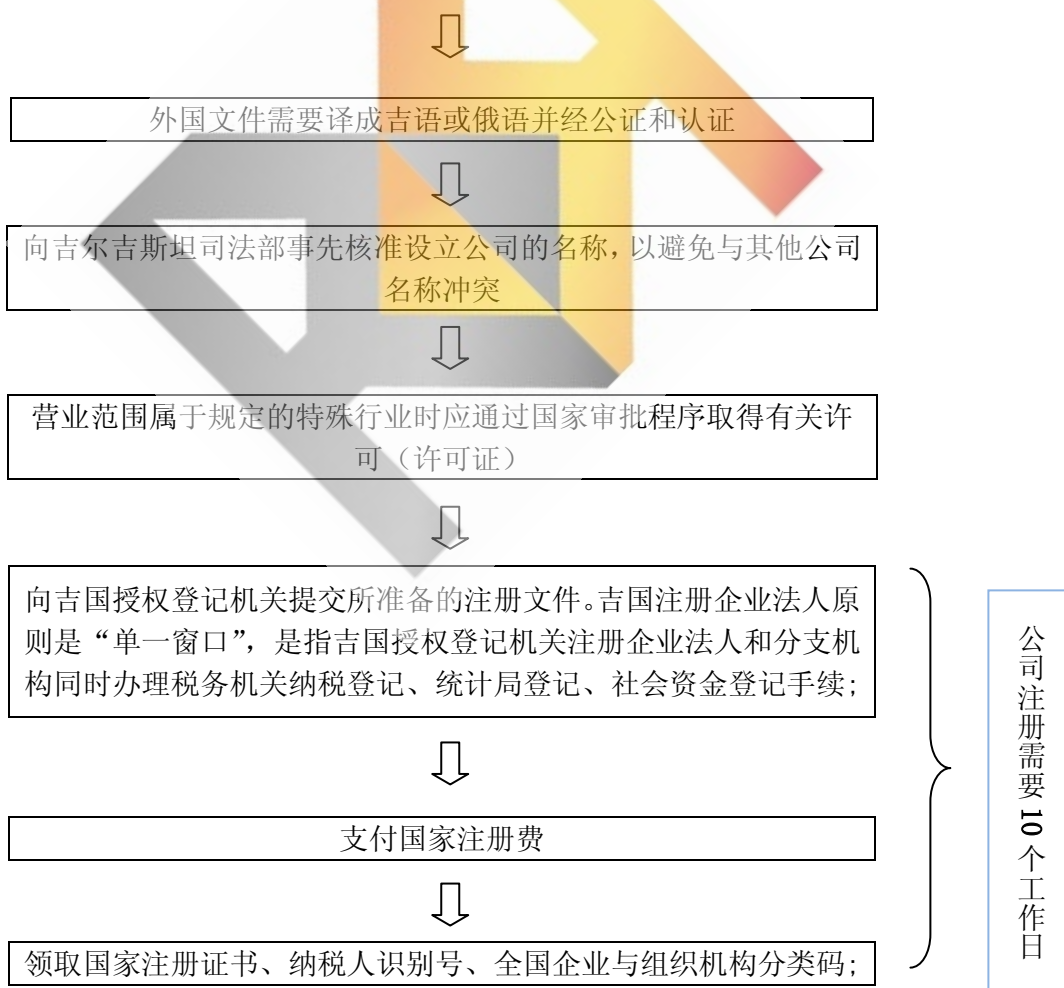 外国文件需要译成吉语或俄语并经公证和认证
向吉尔吉斯坦司法部事先核准设立公司的名称，以避免与其他公司
名称冲突
营业范围属于规定的特殊行业时应通过国家审批程序取得有关许
可（许可证）
向吉国授权登记机关提交所准备的注册文件。吉国注册企业法人原
则是“单一窗口”，是指吉国授权登记机关注册企业法人和分支机
构同时办理税务机关纳税登记、统计局登记、社会资金登记手续；
支付国家注册费
领取国家注册证书、纳税人识别号、全国企业与组织机构分类码；
公司注册需要 10 个工作日